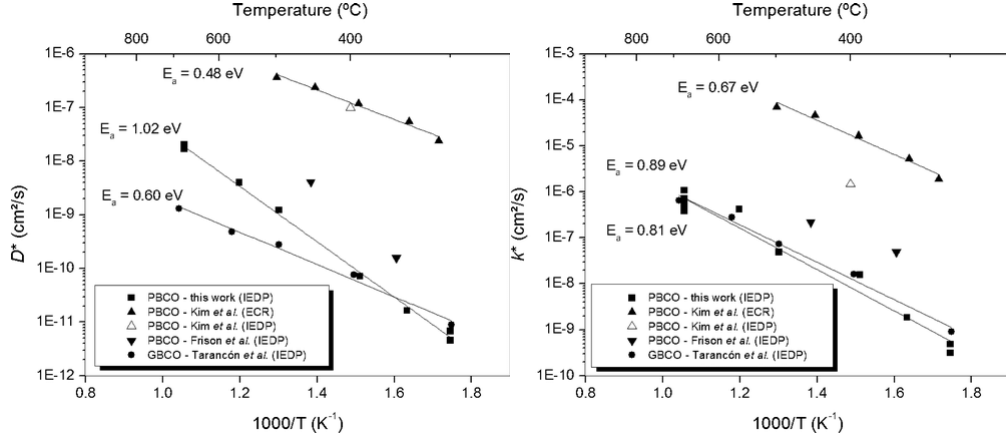 Temperature (ºC)
800 600 400
1E-6
1E-7
1E-8
1E-9
1E-10
1E-11
1E-12
D* (cm²/s)
Ea = 0.48 eV
Ea = 1.02 eV
Ea = 0.60 eV
PBCO - this work (IEDP)
PBCO - Kim et al. (ECR)
PBCO - Kim et al. (IEDP)
PBCO - Frison et al. (IEDP)
GBCO - Tarancón et al. (IEDP)
0.8 1.0 1.2 1.4 1.6 1.8
1000/T (K⁻¹)
Temperature (ºC)
800 600 400
1E-3
1E-4
1E-5
1E-6
1E-7
1E-8
1E-9
1E-10
k* (cm²/s)
Ea = 0.67 eV
Ea = 0.89 eV
Ea = 0.81 eV
PBCO - this work (IEDP)
PBCO - Kim et al. (ECR)
PBCO - Kim et al. (IEDP)
PBCO - Frison et al. (IEDP)
GBCO - Tarancón et al. (IEDP)
0.8 1.0 1.2 1.4 1.6 1.8
1000/T (K⁻¹)